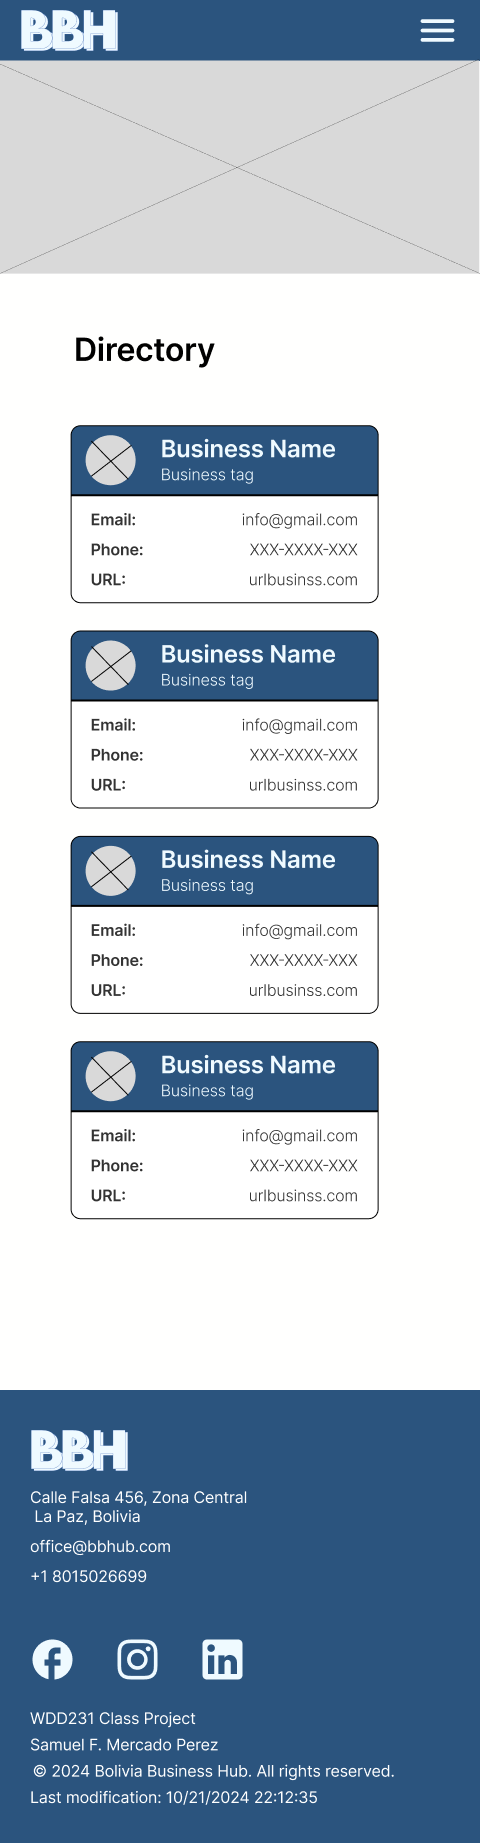 BBH
Directory
Business Name
Business tag
Email: info@gmail.com
Phone: XXX-XXXX-XXX
URL: urlbusinss.com
Business Name
Business tag
Email: info@gmail.com
Phone: XXX-XXXX-XXX
URL: urlbusinss.com
Business Name
Business tag
Email: info@gmail.com
Phone: XXX-XXXX-XXX
URL: urlbusinss.com
Business Name
Business tag
Email: info@gmail.com
Phone: XXX-XXXX-XXX
URL: urlbusinss.com
BBH
Calle Falsa 456, Zona Central
La Paz, Bolivia
office@bbhub.com
+1 8015026699
WDD231 Class Project
Samuel F. Mercado Perez
© 2024 Bolivia Business Hub. All rights reserved.
Last modification: 10/21/2024 22:12:35